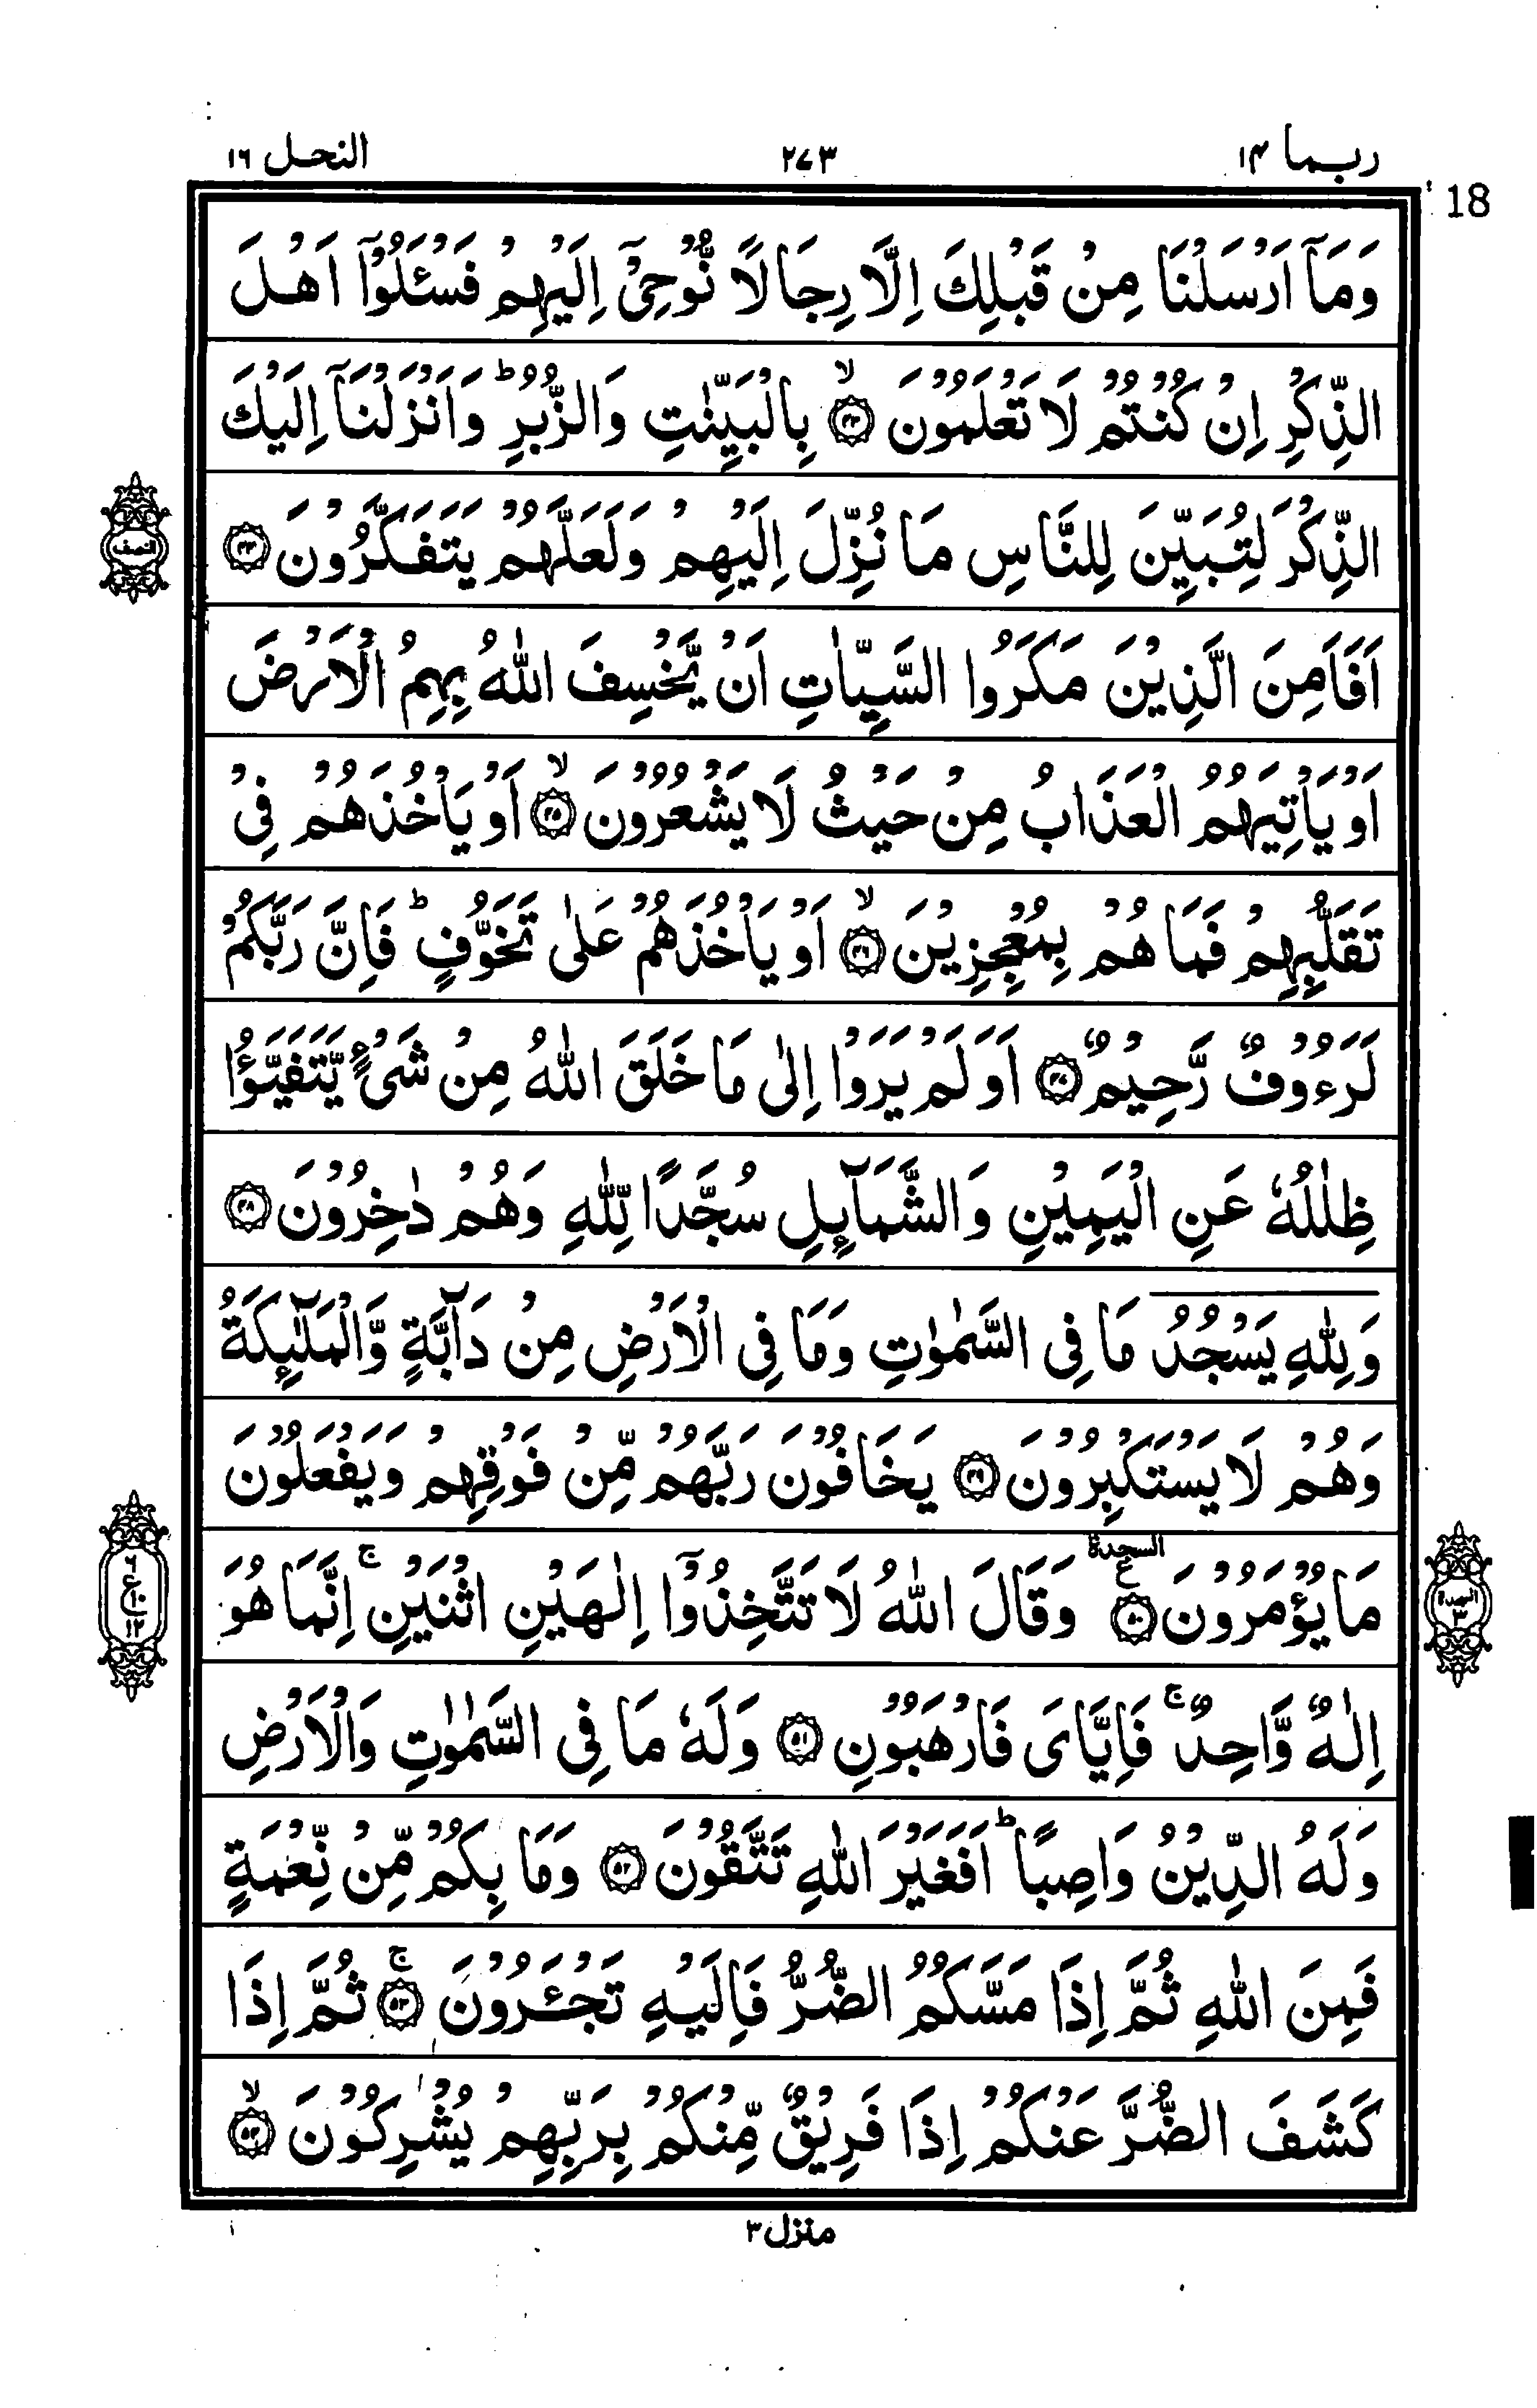 ربما ١٤
٢٧٣
النحل ١٦
18
وَمَاۤ اَرْسَلْنَا مِنْ قَبْلِكَ اِلَّا رِجَالًا نُّوْحِیْۤ اِلَیْهِمْ فَسْـَٔلُوْۤا اَهْلَ
الذِّكْرِ اِنْ كُنْتُمْ لَا تَعْلَمُوْنَ ۙ﴿۴۳﴾ بِالْبَیِّنٰتِ وَالزُّبُرِ ؕ وَاَنْزَلْنَاۤ اِلَیْكَ
الذِّكْرَ لِتُبَیِّنَ لِلنَّاسِ مَا نُزِّلَ اِلَیْهِمْ وَلَعَلَّهُمْ یَتَفَكَّرُوْنَ ﴿۴۴﴾
النصف
اَفَاَمِنَ الَّذِیْنَ مَكَرُوا السَّیِّاٰتِ اَنْ یَّخْسِفَ اللّٰهُ بِهِمُ الْاَرْضَ
اَوْ یَاْتِیَهُمُ الْعَذَابُ مِنْ حَیْثُ لَا یَشْعُرُوْنَ ۙ﴿۴۵﴾ اَوْ یَاْخُذَهُمْ فِیْ
تَقَلُّبِهِمْ فَمَا هُمْ بِمُعْجِزِیْنَ ۙ﴿۴۶﴾ اَوْ یَاْخُذَهُمْ عَلٰی تَخَوُّفٍ ؕ فَاِنَّ رَبَّكُمْ
لَرَءُوْفٌ رَّحِیْمٌ ﴿۴۷﴾ اَوَلَمْ یَرَوْا اِلٰی مَا خَلَقَ اللّٰهُ مِنْ شَیْءٍ یَّتَفَیَّؤُا
ظِلٰلُهٗ عَنِ الْیَمِیْنِ وَالشَّمَآىِٕلِ سُجَّدًا لِّلّٰهِ وَهُمْ دٰخِرُوْنَ ﴿۴۸﴾
وَلِلّٰهِ یَسْجُدُ مَا فِی السَّمٰوٰتِ وَمَا فِی الْاَرْضِ مِنْ دَآبَّةٍ وَّالْمَلٰٓىِٕكَةُ
وَهُمْ لَا یَسْتَكْبِرُوْنَ ﴿۴۹﴾ یَخَافُوْنَ رَبَّهُمْ مِّنْ فَوْقِهِمْ وَیَفْعَلُوْنَ
مَا یُؤْمَرُوْنَ ﴿۵۰﴾ السجدة ع وَقَالَ اللّٰهُ لَا تَتَّخِذُوْۤا اِلٰهَیْنِ اثْنَیْنِ ۚ اِنَّمَا هُوَ
السجدة ٣
٦ ع ١٢
اِلٰهٌ وَّاحِدٌ ۚ فَاِیَّایَ فَارْهَبُوْنِ ﴿۵۱﴾ وَلَهٗ مَا فِی السَّمٰوٰتِ وَالْاَرْضِ
وَلَهُ الدِّیْنُ وَاصِبًا ؕ اَفَغَیْرَ اللّٰهِ تَتَّقُوْنَ ﴿۵۲﴾ وَمَا بِكُمْ مِّنْ نِّعْمَةٍ
فَمِنَ اللّٰهِ ثُمَّ اِذَا مَسَّكُمُ الضُّرُّ فَاِلَیْهِ تَجْـَٔرُوْنَ ۚ﴿۵۳﴾ ثُمَّ اِذَا
كَشَفَ الضُّرَّ عَنْكُمْ اِذَا فَرِیْقٌ مِّنْكُمْ بِرَبِّهِمْ یُشْرِكُوْنَ ۙ﴿۵۴﴾
منزل ٣